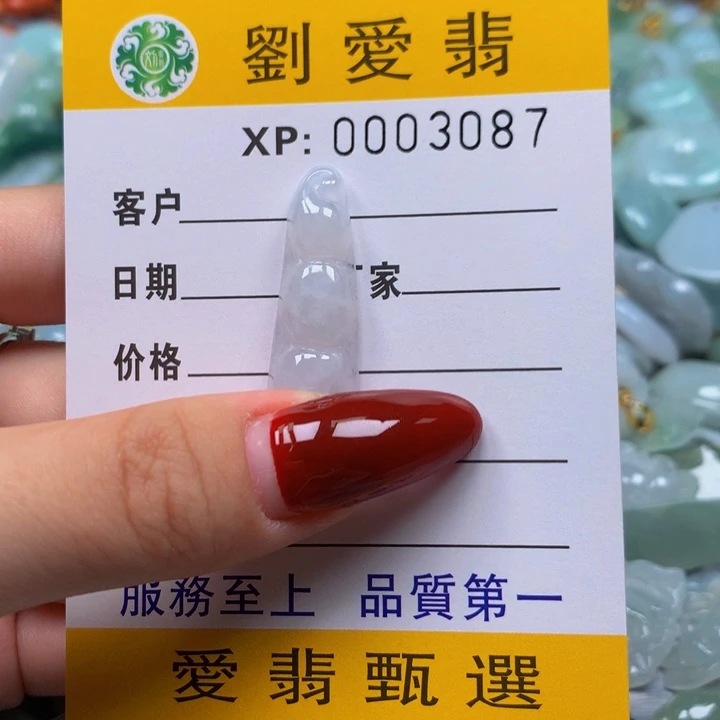 劉愛翡
XP: 0003087
客户
日期 家
价格
服務至上 品質第一
愛翡甄選